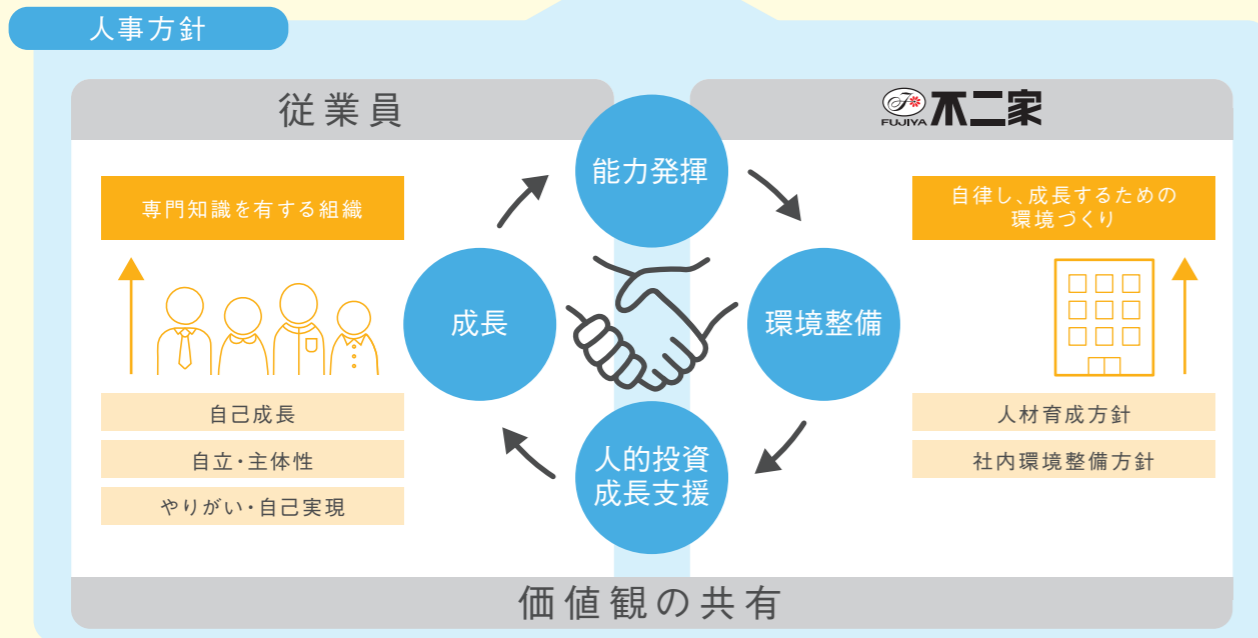 人事方針
従業員
FUJIYA 不二家
専門知識を有する組織
自己成長
自立・主体性
やりがい・自己実現
能力発揮
成長
環境整備
人的投資
成長支援
自律し、成長するための
環境づくり
人材育成方針
社内環境整備方針
価値観の共有